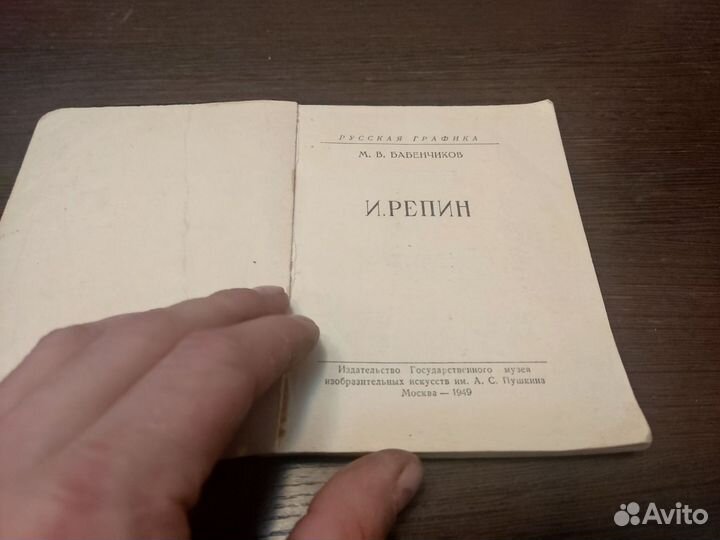 РУССКАЯ ГРАФИКА
М. В. БАБЕНЧИКОВ
И. РЕПИН
Издательство Государственного музея
изобразительных искусств им. А. С. Пушкина
Москва — 1949
Avito